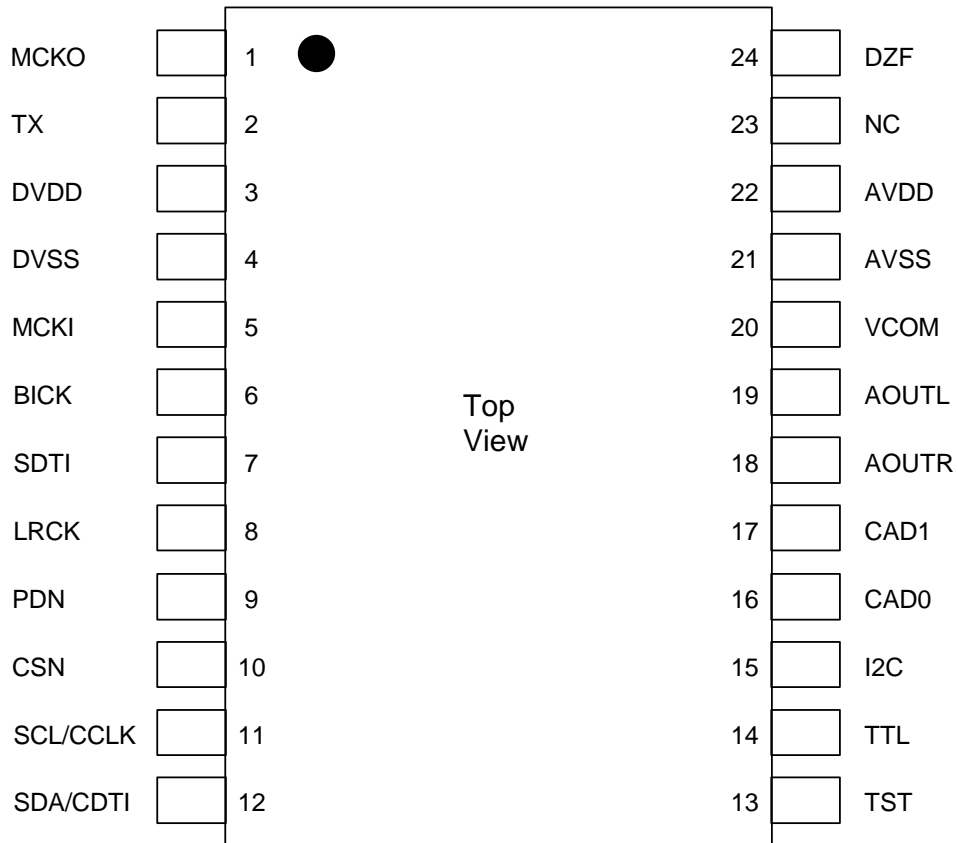 MCKO 1 24 DZF
TX 2 23 NC
DVDD 3 22 AVDD
DVSS 4 21 AVSS
MCKI 5 20 VCOM
BICK 6 19 AOUTL
Top
View
SDTI 7 18 AOUTR
LRCK 8 17 CAD1
PDN 9 16 CAD0
CSN 10 15 I2C
SCL/CCLK 11 14 TTL
SDA/CDTI 12 13 TST